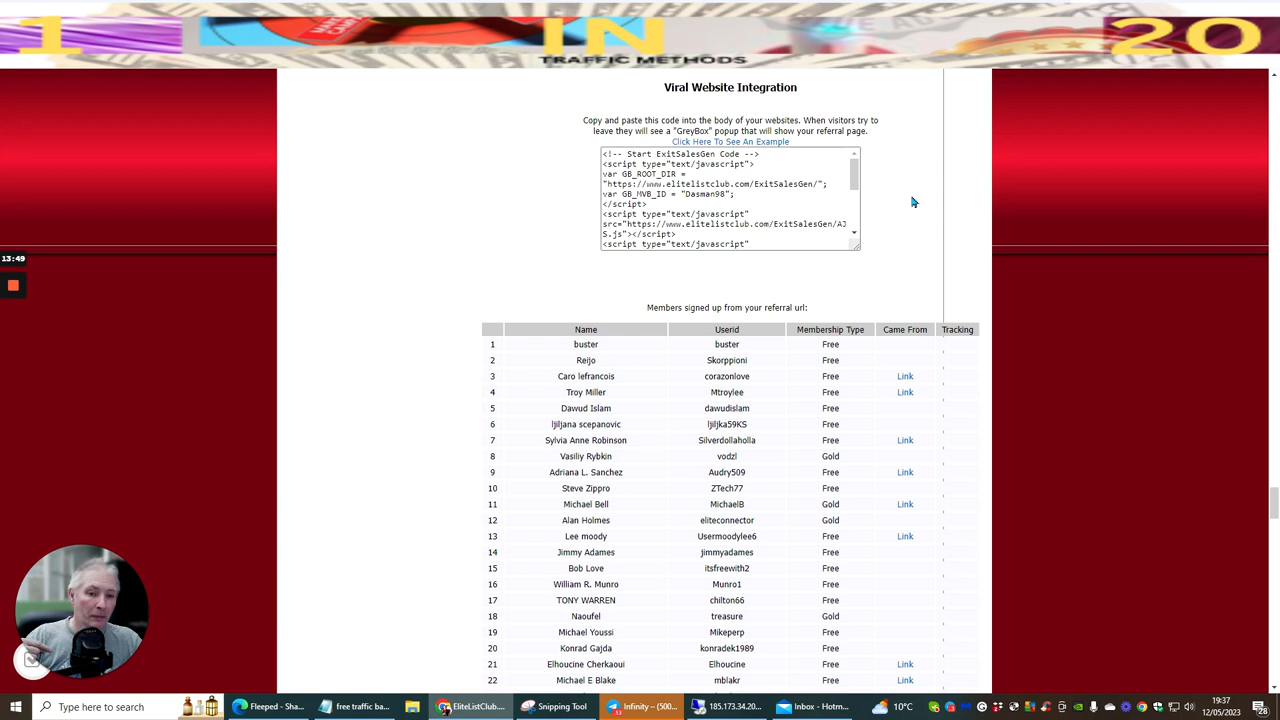 1 IN 20
TRAFFIC METHODS
Viral Website Integration
Copy and paste this code into the body of your websites. When visitors try to
leave they will see a "GreyBox" popup that will show your referral page.
Click Here To See An Example
<!-- Start ExitSalesGen Code -->
<script type="text/javascript">
var GB_ROOT_DIR =
"https://www.elitelistclub.com/ExitSalesGen/";
var GB_MVB_ID = "Dasman98";
</script>
<script type="text/javascript"
src="https://www.elitelistclub.com/ExitSalesGen/AJ
S.js"></script>
<script type="text/javascript"
13:49
Members signed up from your referral url:
Name Userid Membership Type Came From Tracking
1 buster buster Free
2 Reijo Skorppioni Free
3 Caro lefrancois corazonlove Free Link
4 Troy Miller Mtroylee Free Link
5 Dawud Islam dawudislam Free
6 ljiljana scepanovic ljiljka59KS Free
7 Sylvia Anne Robinson Silverdollaholla Free Link
8 Vasiliy Rybkin vodzl Gold
9 Adriana L. Sanchez Audry509 Free Link
10 Steve Zippro ZTech77 Free
11 Michael Bell MichaelB Gold Link
12 Alan Holmes eliteconnector Gold
13 Lee moody Usermoodylee6 Free Link
14 Jimmy Adames jimmyadames Free
15 Bob Love itsfreewith2 Free
16 William R. Munro Munro1 Free
17 TONY WARREN chilton66 Free
18 Naoufel treasure Gold
19 Michael Youssi Mikeperp Free
20 Konrad Gajda konradek1989 Free
21 Elhoucine Cherkaoui Elhoucine Free Link
22 Michael E Blake mblakr Free Link
Type here to search
Fleeped - Sha...
free traffic ba...
EliteListClub....
Snipping Tool
Infinity – (500...
185.173.34.20...
Inbox - Hotm...
10°C
19:37
12/05/2023